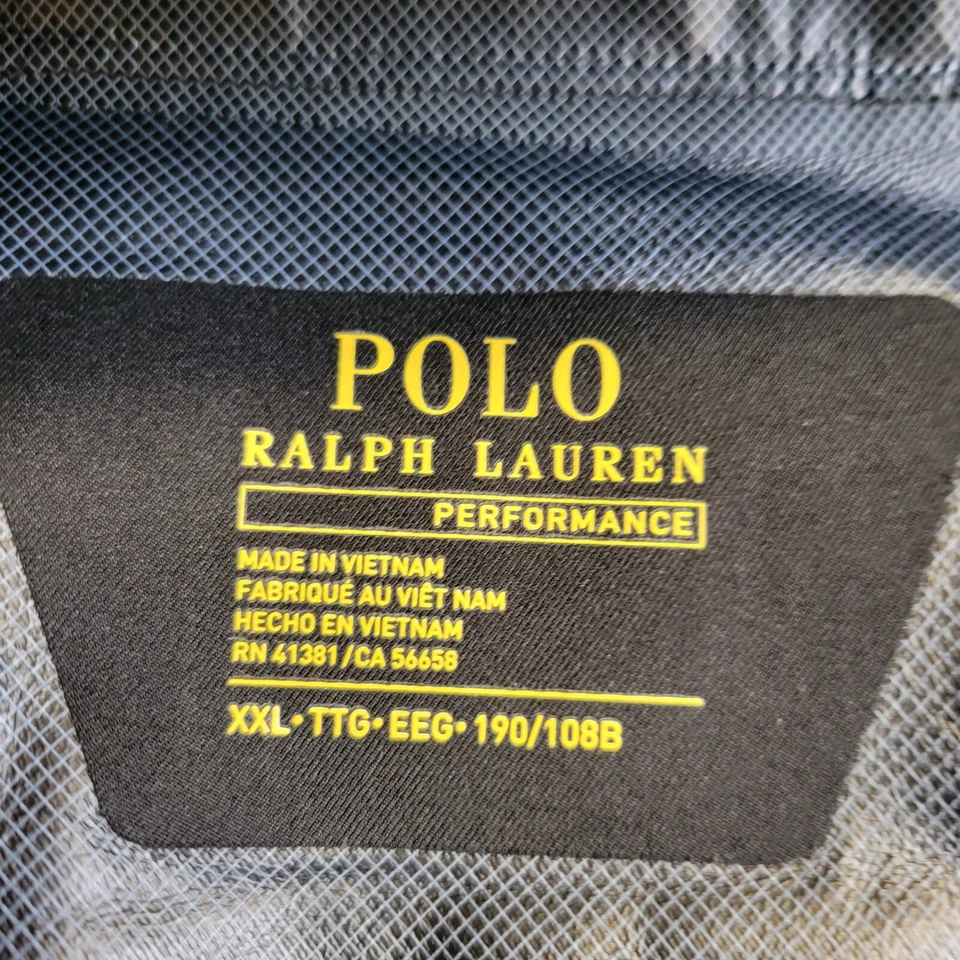 POLO
RALPH LAUREN
PERFORMANCE
MADE IN VIETNAM
FABRIQUÉ AU VIÊT NAM
HECHO EN VIETNAM
RN 41381/CA 56658
XXL•TTG•EEG•190/108B